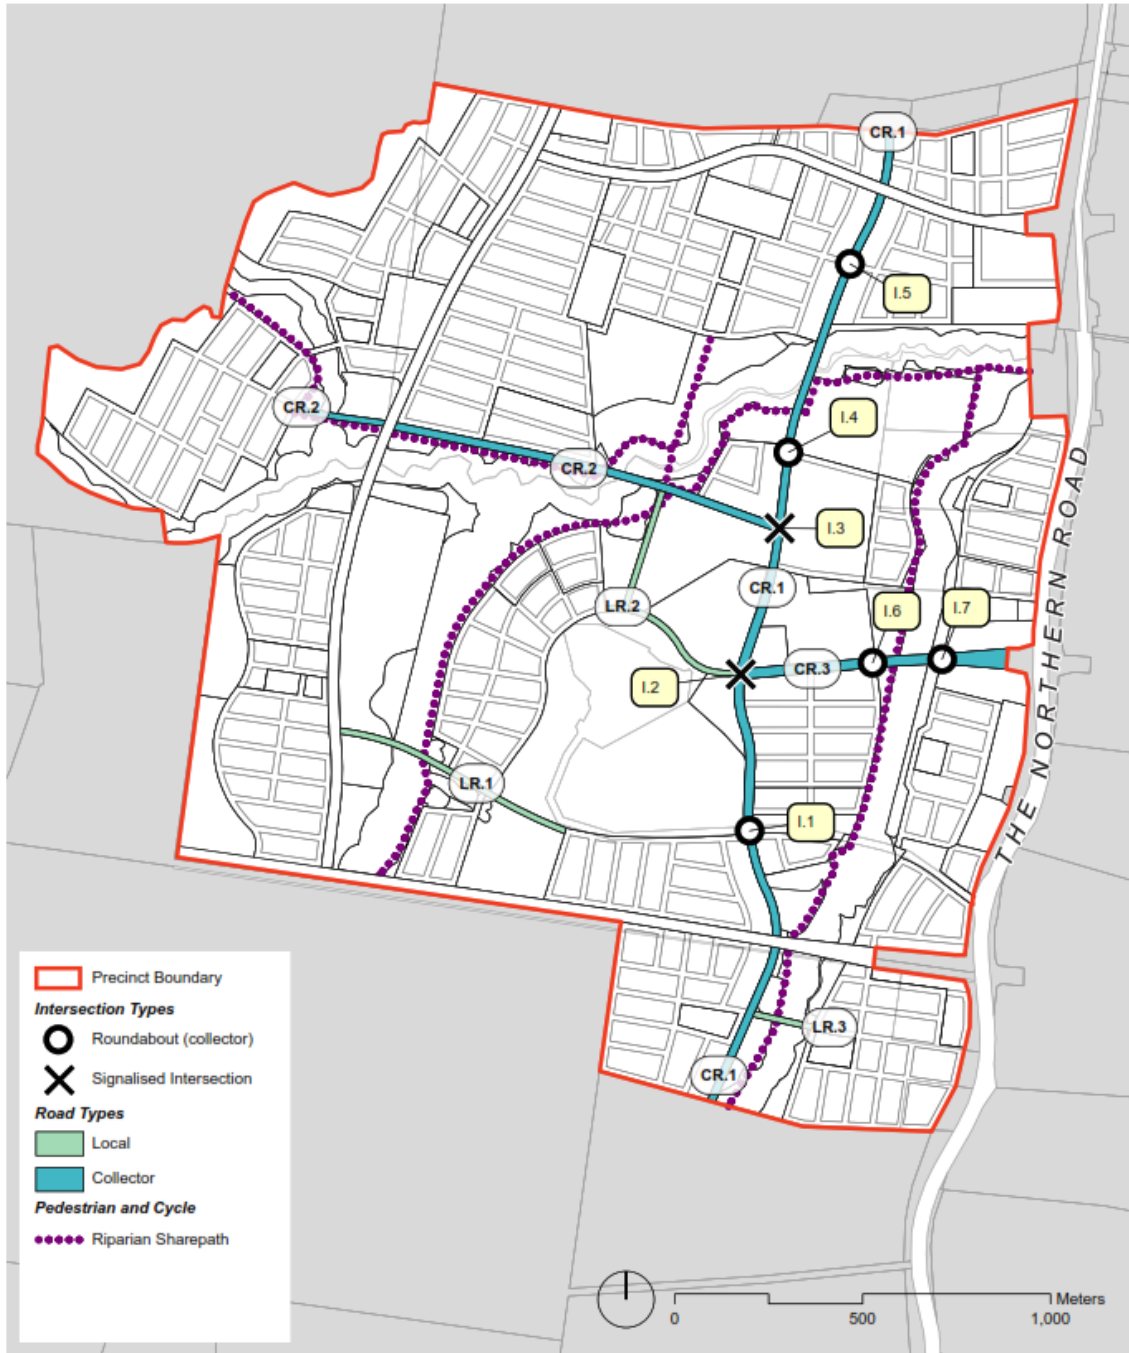 CR.1
I.5
CR.2
I.4
CR.2
I.3
CR.1
I.6
I.7
LR.2
CR.3
I.2
LR.1
I.1
THE NORTHERN ROAD
LR.3
CR.1
Precinct Boundary
Intersection Types
Roundabout (collector)
Signalised Intersection
Road Types
Local
Collector
Pedestrian and Cycle
Riparian Sharepath
Meters
0 500 1,000